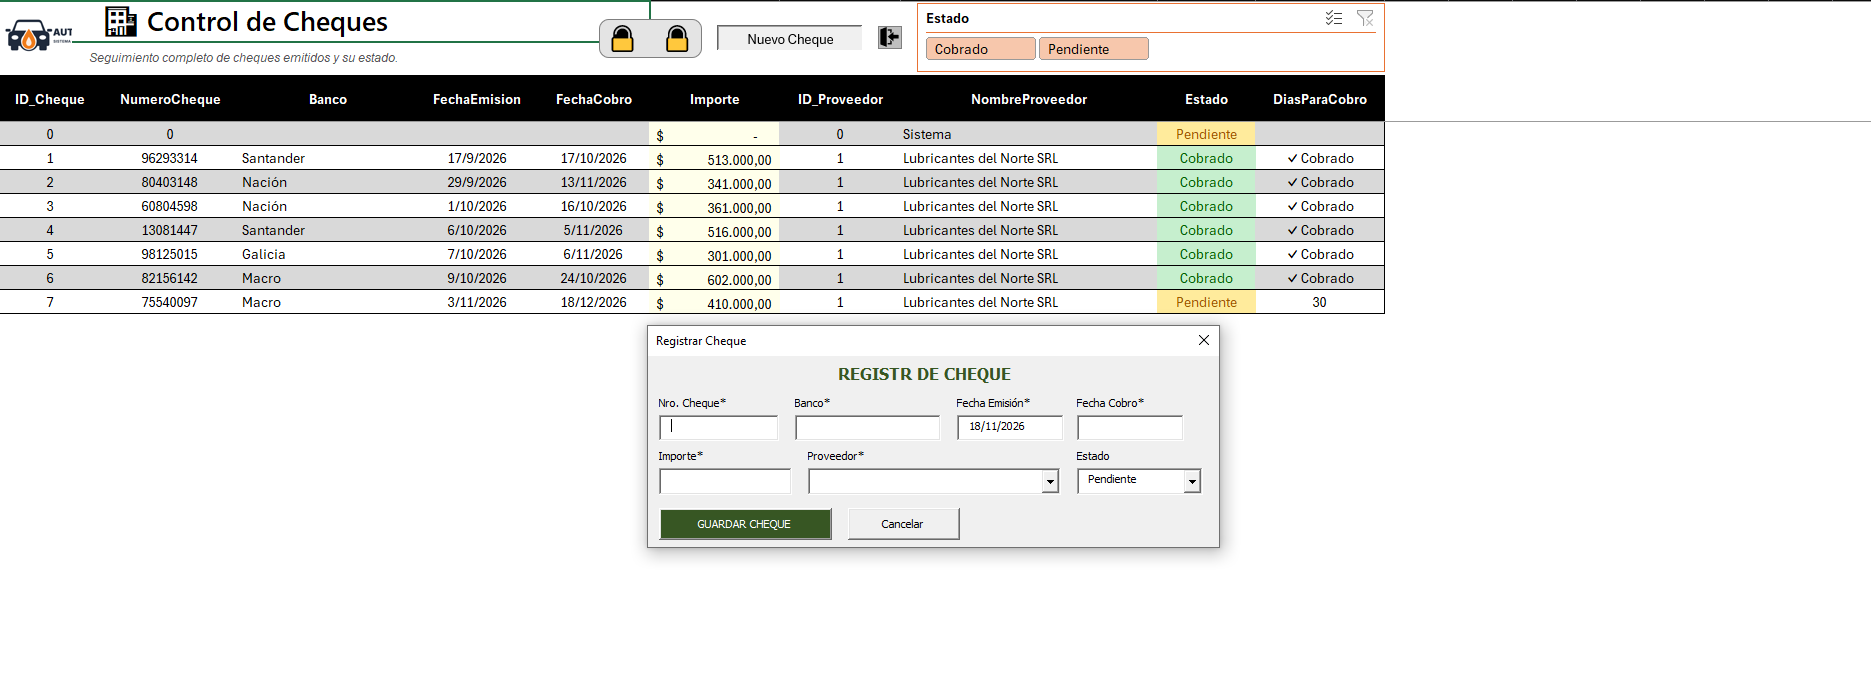 AUT
SISTEMA
Control de Cheques
Seguimiento completo de cheques emitidos y su estado.
Nuevo Cheque
Estado
Cobrado Pendiente
ID_Cheque NumeroCheque Banco FechaEmision FechaCobro Importe ID_Proveedor NombreProveedor Estado DiasParaCobro
0 0 $ - 0 Sistema Pendiente
1 96293314 Santander 17/9/2026 17/10/2026 $ 513.000,00 1 Lubricantes del Norte SRL Cobrado ✓ Cobrado
2 80403148 Nación 29/9/2026 13/11/2026 $ 341.000,00 1 Lubricantes del Norte SRL Cobrado ✓ Cobrado
3 60804598 Nación 1/10/2026 16/10/2026 $ 361.000,00 1 Lubricantes del Norte SRL Cobrado ✓ Cobrado
4 13081447 Santander 6/10/2026 5/11/2026 $ 516.000,00 1 Lubricantes del Norte SRL Cobrado ✓ Cobrado
5 98125015 Galicia 7/10/2026 6/11/2026 $ 301.000,00 1 Lubricantes del Norte SRL Cobrado ✓ Cobrado
6 82156142 Macro 9/10/2026 24/10/2026 $ 602.000,00 1 Lubricantes del Norte SRL Cobrado ✓ Cobrado
7 75540097 Macro 3/11/2026 18/12/2026 $ 410.000,00 1 Lubricantes del Norte SRL Pendiente 30
Registrar Cheque
REGISTR DE CHEQUE
Nro. Cheque* Banco* Fecha Emisión* Fecha Cobro*
18/11/2026
Importe* Proveedor* Estado
Pendiente
GUARDAR CHEQUE Cancelar